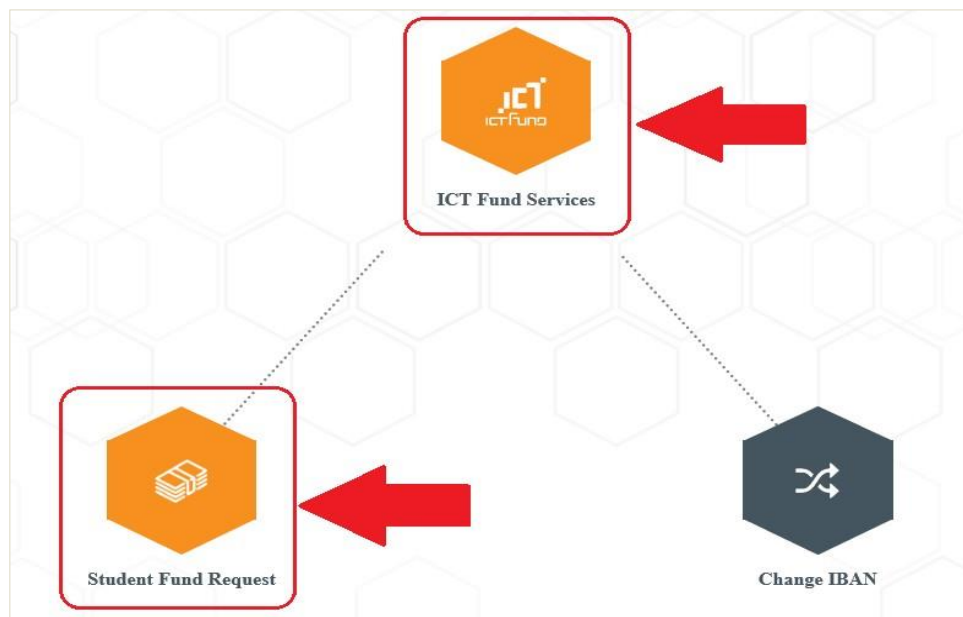 ICT
ICT Fund
ICT Fund Services
Student Fund Request
Change IBAN